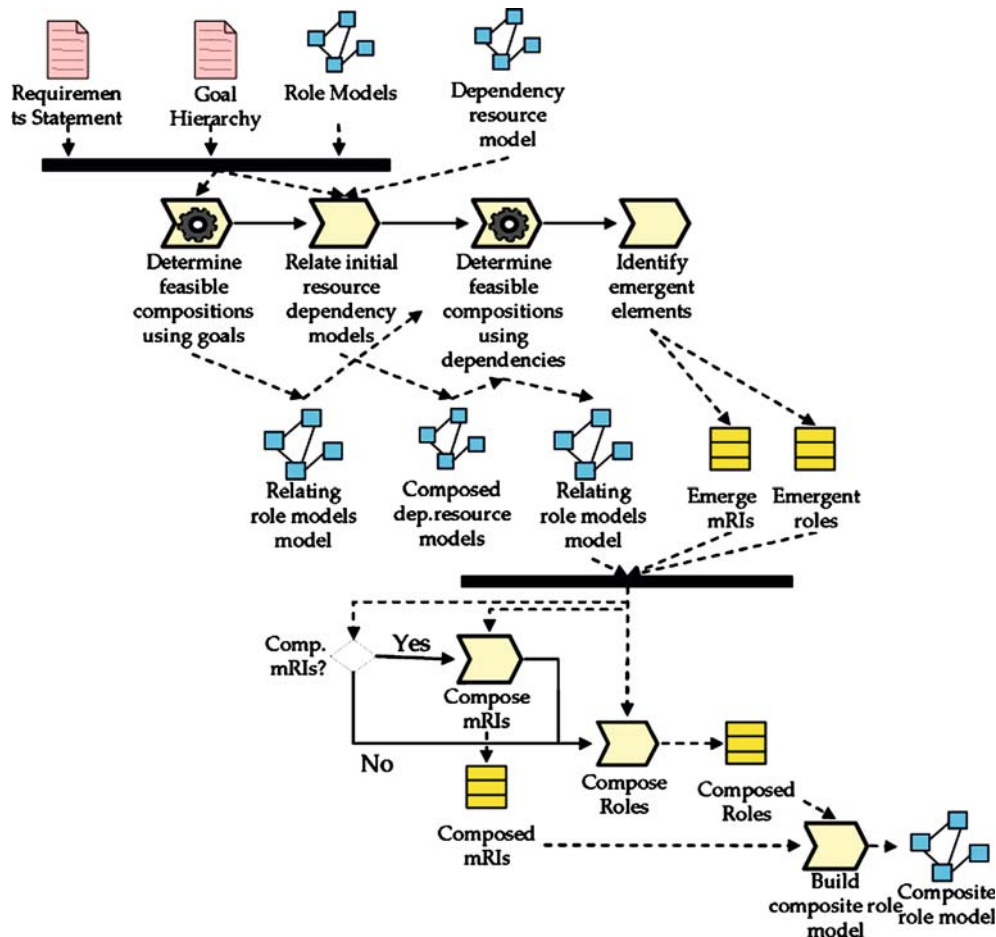 Requiremen
ts Statement
Goal
Hierarchy
Role Models
Dependency
resource
model
Determine
feasible
compositions
using goals
Relate initial
resource
dependency
models
Determine
feasible
compositions
using
dependencies
Identify
emergent
elements
Relating
role models
model
Composed
dep.resource
models
Relating
role models
model
Emerge
mRIs
Emergent
roles
Comp.
mRIs?
Yes
Compose
mRIs
No
Compose
Roles
Composed
Roles
Composed
mRIs
Build
composite role
model
Composite
role model